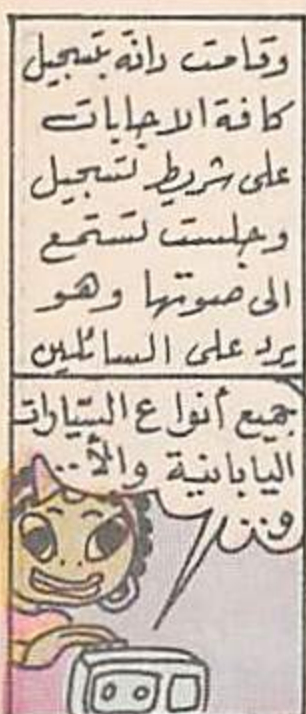 وقامت دانة بتسجيل
كافة الاجابات
على شريط تسجيل
وجلست تستمع
الى صوتها وهو
يرد على السائلين
جميع أنواع السيارات
اليابانية والأ..
و...